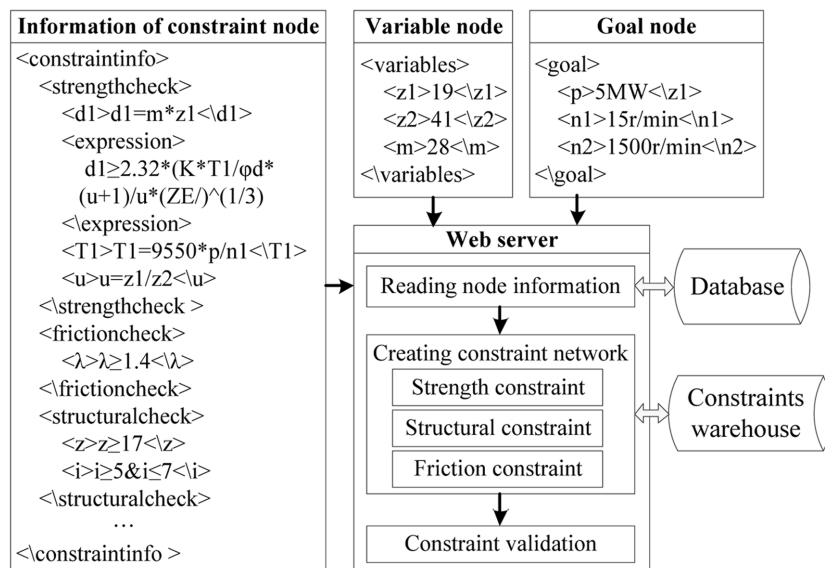 Information of constraint node
<constraintinfo>
<strengthcheck>
<d1>d1=m*z1<\d1>
<expression>
d1≥2.32*(K*T1/φd*
(u+1)/u*(ZE/)^(1/3)
<\expression>
<T1>T1=9550*p/n1<\T1>
<u>u=z1/z2<\u>
<\strengthcheck >
<frictioncheck>
<λ>λ≥1.4<\λ>
<\frictioncheck>
<structuralcheck>
<z>z≥17<\z>
<i>i≥5&i≤7<\i>
<\structuralcheck>
…
<\constraintinfo >
Variable node
<variables>
<z1>19<\z1>
<z2>41<\z2>
<m>28<\m>
<\variables>
Goal node
<goal>
<p>5MW<\z1>
<n1>15r/min<\n1>
<n2>1500r/min<\n2>
<\goal>
Web server
Reading node information
Creating constraint network
Strength constraint
Structural constraint
Friction constraint
Constraint validation
Database
Constraints
warehouse